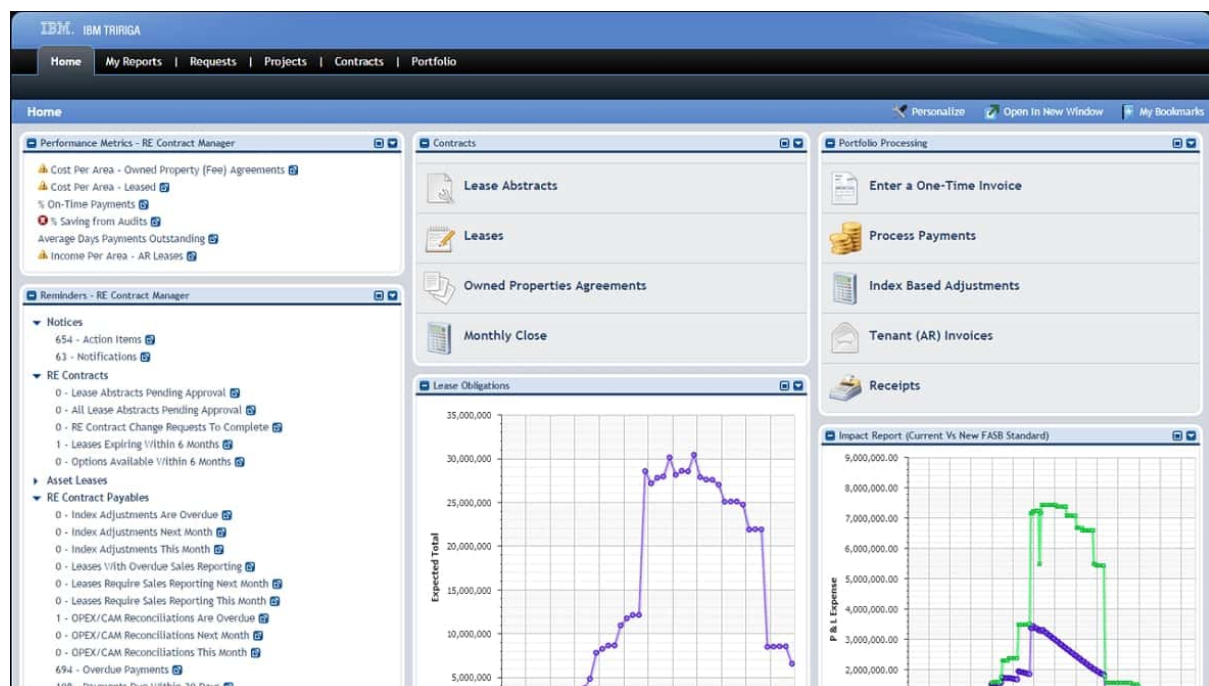 IBM. IBM TRIRIGA
Home My Reports | Requests | Projects | Contracts | Portfolio
Home
Personalize Open In New Window My Bookmarks
Performance Metrics - RE Contract Manager
Cost Per Area - Owned Property (Fee) Agreements
Cost Per Area - Leased
% On-Time Payments
% Saving from Audits
Average Days Payments Outstanding
Income Per Area - AR Leases
Reminders - RE Contract Manager
Notices
654 - Action Items
63 - Notifications
RE Contracts
0 - Lease Abstracts Pending Approval
0 - All Lease Abstracts Pending Approval
0 - RE Contract Change Requests To Complete
1 - Leases Expiring Within 6 Months
0 - Options Available Within 6 Months
Asset Leases
RE Contract Payables
0 - Index Adjustments Are Overdue
0 - Index Adjustments Next Month
0 - Index Adjustments This Month
0 - Leases With Overdue Sales Reporting
0 - Leases Require Sales Reporting Next Month
0 - Leases Require Sales Reporting This Month
1 - OPEX/CAM Reconciliations Are Overdue
0 - OPEX/CAM Reconciliations Next Month
0 - OPEX/CAM Reconciliations This Month
694 - Overdue Payments
Payments Due Within 30 Days
Contracts
Lease Abstracts
Leases
Owned Properties Agreements
Monthly Close
Lease Obligations
35,000,000
30,000,000
25,000,000
20,000,000
15,000,000
10,000,000
5,000,000
Expected Total
Portfolio Processing
Enter a One-Time Invoice
Process Payments
Index Based Adjustments
Tenant (AR) Invoices
Receipts
Impact Report (Current Vs New FASB Standard)
9,000,000.00
8,000,000.00
7,000,000.00
6,000,000.00
5,000,000.00
4,000,000.00
3,000,000.00
2,000,000.00
P & L Expense